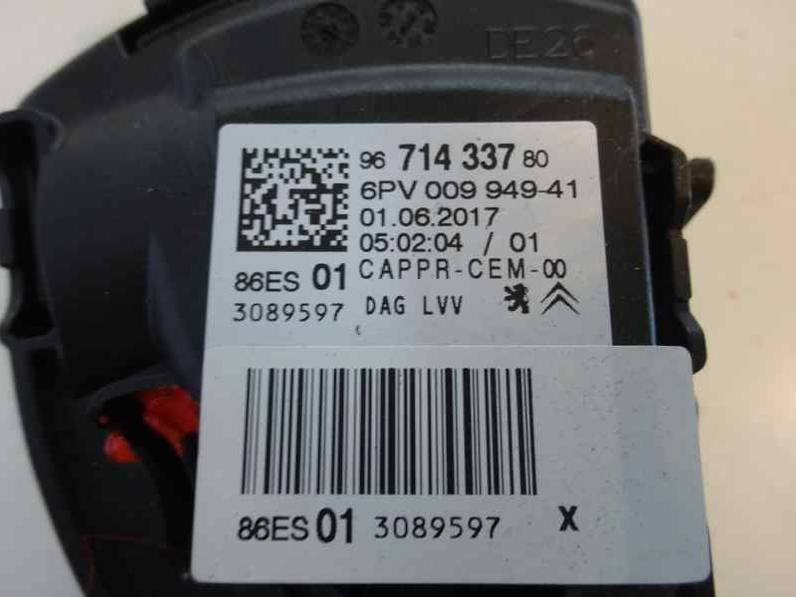 DE26
96 714 337 80
6PV 009 949-41
01.06.2017
05:02:04 / 01
86ES 01 CAPPR-CEM-00
3089597 DAG LVV
86ES 01 3089597 X